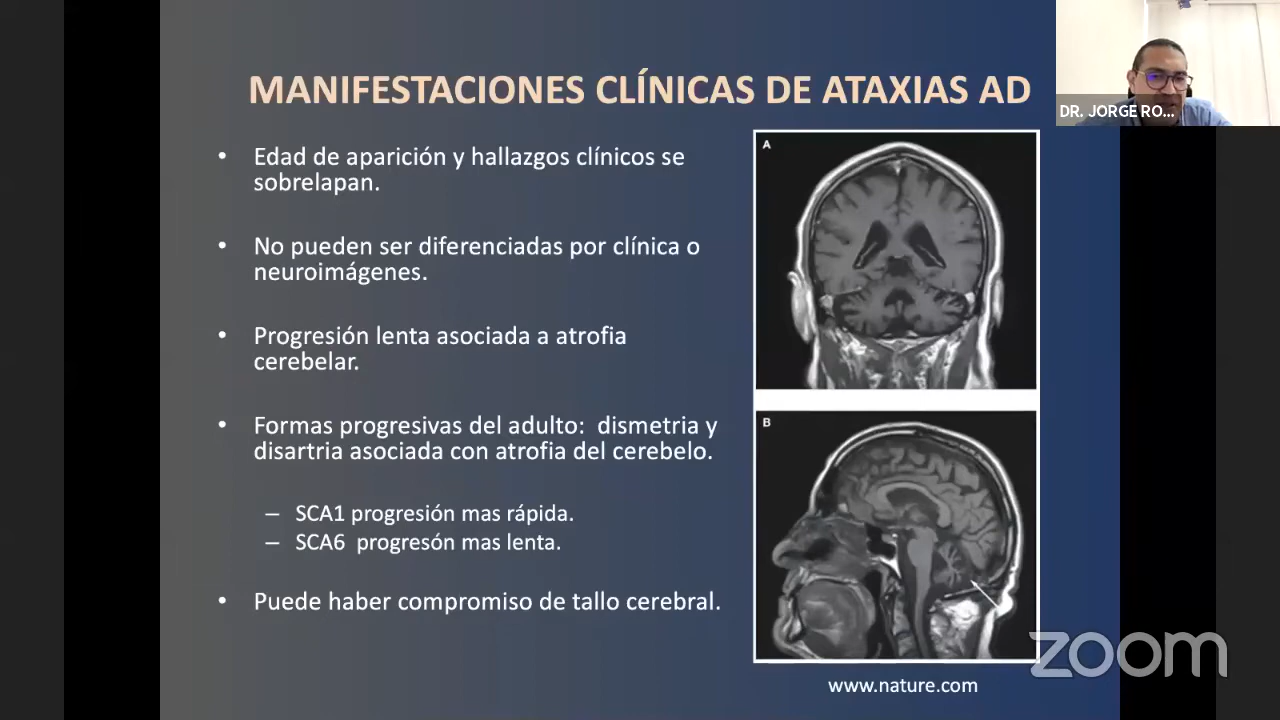 MANIFESTACIONES CLÍNICAS DE ATAXIAS AD
DR. JORGE RO...
• Edad de aparición y hallazgos clínicos se
sobrelapan.
• No pueden ser diferenciadas por clínica o
neuroimágenes.
• Progresión lenta asociada a atrofia
cerebelar.
• Formas progresivas del adulto: dismetria y
disartria asociada con atrofia del cerebelo.
– SCA1 progresión mas rápida.
– SCA6 progresón mas lenta.
• Puede haber compromiso de tallo cerebral.
A
B
zoom
www.nature.com